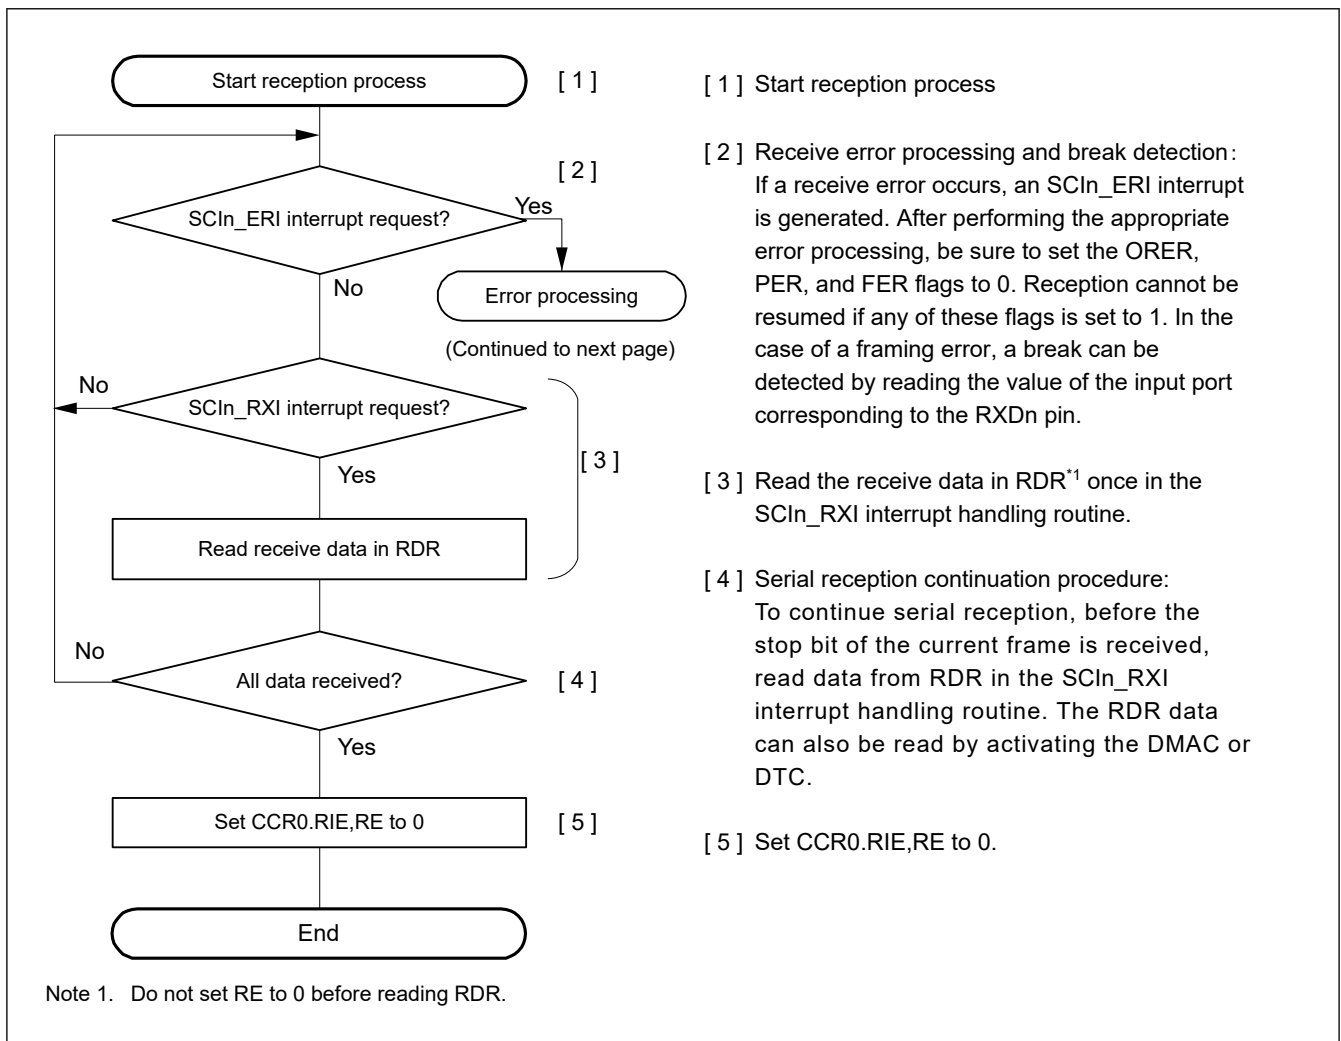 Start reception process
[ 1 ]
SCIn_ERI interrupt request?
[ 2 ]
Yes
No
Error processing
(Continued to next page)
No
SCIn_RXI interrupt request?
[ 3 ]
Yes
Read receive data in RDR
No
All data received?
[ 4 ]
Yes
Set CCR0.RIE,RE to 0
[ 5 ]
End
[ 1 ] Start reception process
[ 2 ] Receive error processing and break detection:
If a receive error occurs, an SCIn_ERI interrupt
is generated. After performing the appropriate
error processing, be sure to set the ORER,
PER, and FER flags to 0. Reception cannot be
resumed if any of these flags is set to 1. In the
case of a framing error, a break can be
detected by reading the value of the input port
corresponding to the RXDn pin.
[ 3 ] Read the receive data in RDR*1 once in the
SCIn_RXI interrupt handling routine.
[ 4 ] Serial reception continuation procedure:
To continue serial reception, before the
stop bit of the current frame is received,
read data from RDR in the SCIn_RXI
interrupt handling routine. The RDR data
can also be read by activating the DMAC or
DTC.
[ 5 ] Set CCR0.RIE,RE to 0.
Note 1. Do not set RE to 0 before reading RDR.